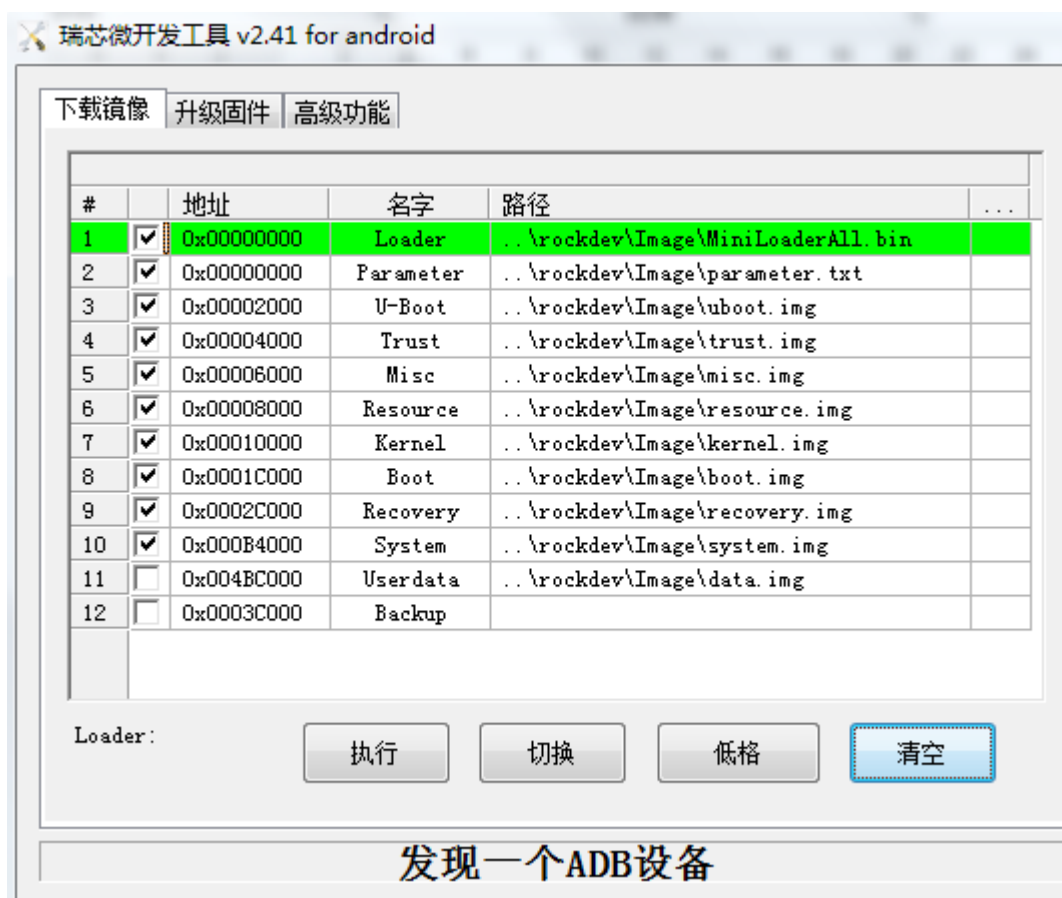 瑞芯微开发工具 v2.41 for android
下载镜像 升级固件 高级功能
# 地址 名字 路径 ...
1 0x00000000 Loader ..\rockdev\Image\MiniLoaderAll.bin
2 0x00000000 Parameter ..\rockdev\Image\parameter.txt
3 0x00002000 U-Boot ..\rockdev\Image\uboot.img
4 0x00004000 Trust ..\rockdev\Image\trust.img
5 0x00006000 Misc ..\rockdev\Image\misc.img
6 0x00008000 Resource ..\rockdev\Image\resource.img
7 0x00010000 Kernel ..\rockdev\Image\kernel.img
8 0x0001C000 Boot ..\rockdev\Image\boot.img
9 0x0002C000 Recovery ..\rockdev\Image\recovery.img
10 0x000B4000 System ..\rockdev\Image\system.img
11 0x004BC000 Userdata ..\rockdev\Image\data.img
12 0x0003C000 Backup
Loader: 执行 切换 低格 清空
发现一个ADB设备